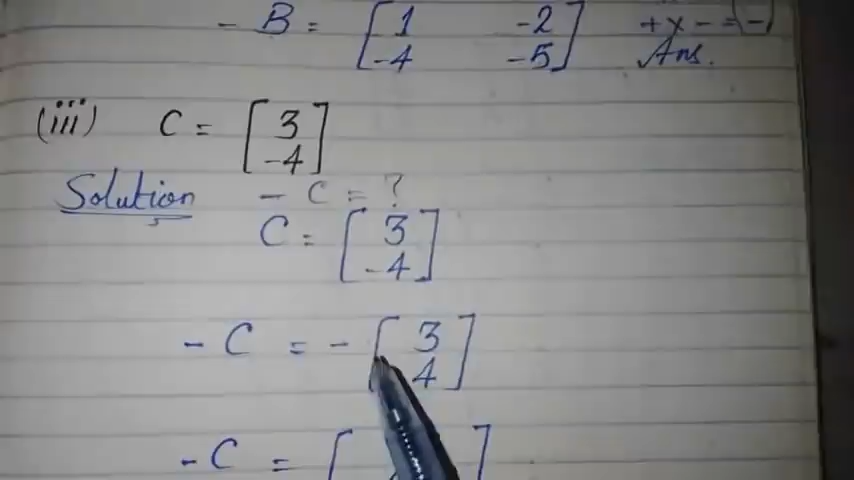 - B = [ 1 -2 ] + x - = (-)
[ -4 -5 ] Ans.
(iii) C = [ 3 ]
[ -4 ]
Solution - C = ?
C = [ 3 ]
[ -4 ]
- C = - [ 3 ]
[ 4 ]
- C = [ ]